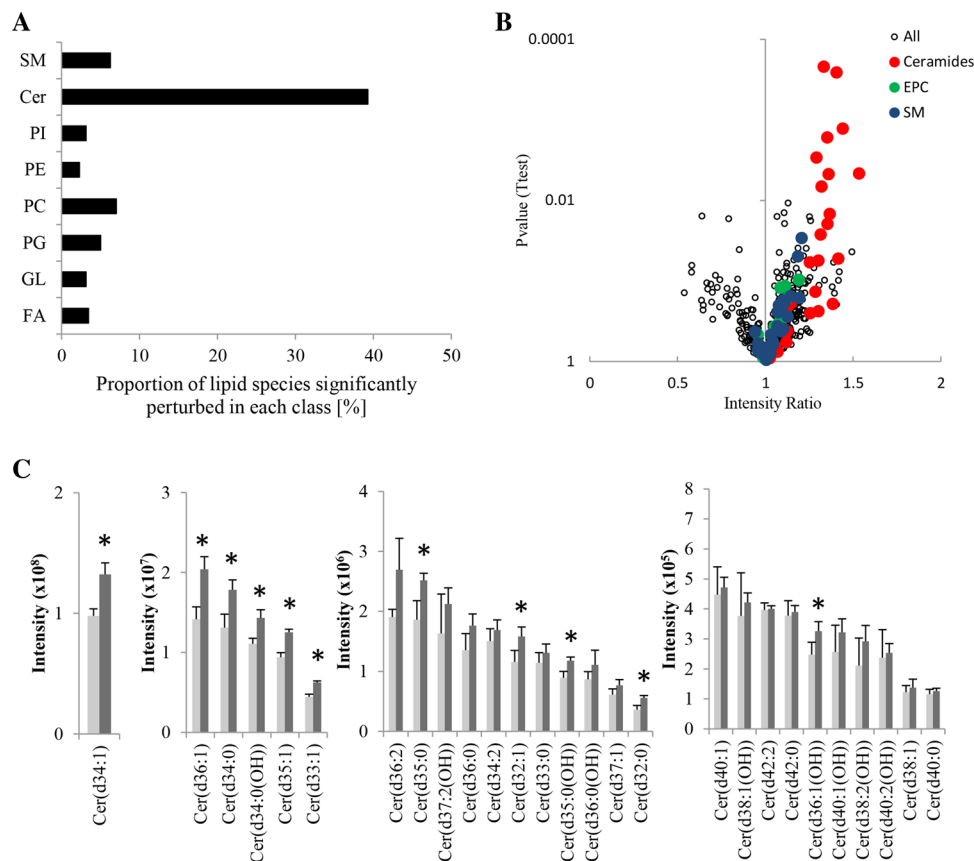 A
SM
Cer
PI
PE
PC
PG
GL
FA
0
10
20
30
40
50
Proportion of lipid species significantly
perturbed in each class [%]
B
0.0001
0.01
1
Pvalue (Ttest)
0
0.5
1
1.5
2
Intensity Ratio
All
Ceramides
EPC
SM
C
Intensity (x10⁸)
2
1
0
*
Cer(d34:1)
Intensity (x10⁷)
3
2
1
0
*
*
*
*
*
Cer(d36:1)
Cer(d34:0)
Cer(d34:0(OH))
Cer(d35:1)
Cer(d33:1)
Intensity (x10⁶)
4
3
2
1
0
*
*
*
*
Cer(d36:2)
Cer(d35:0)
Cer(d37:2(OH))
Cer(d36:0)
Cer(d34:2)
Cer(d32:1)
Cer(d33:0)
Cer(d35:0(OH))
Cer(d36:0(OH))
Cer(d37:1)
Cer(d32:0)
Intensity (x10⁵)
8
7
6
5
4
3
2
1
0
*
Cer(d40:1)
Cer(d38:1(OH))
Cer(d42:2)
Cer(d42:0)
Cer(d36:1(OH))
Cer(d40:1(OH))
Cer(d38:2(OH))
Cer(d40:2(OH))
Cer(d38:1)
Cer(d40:0)